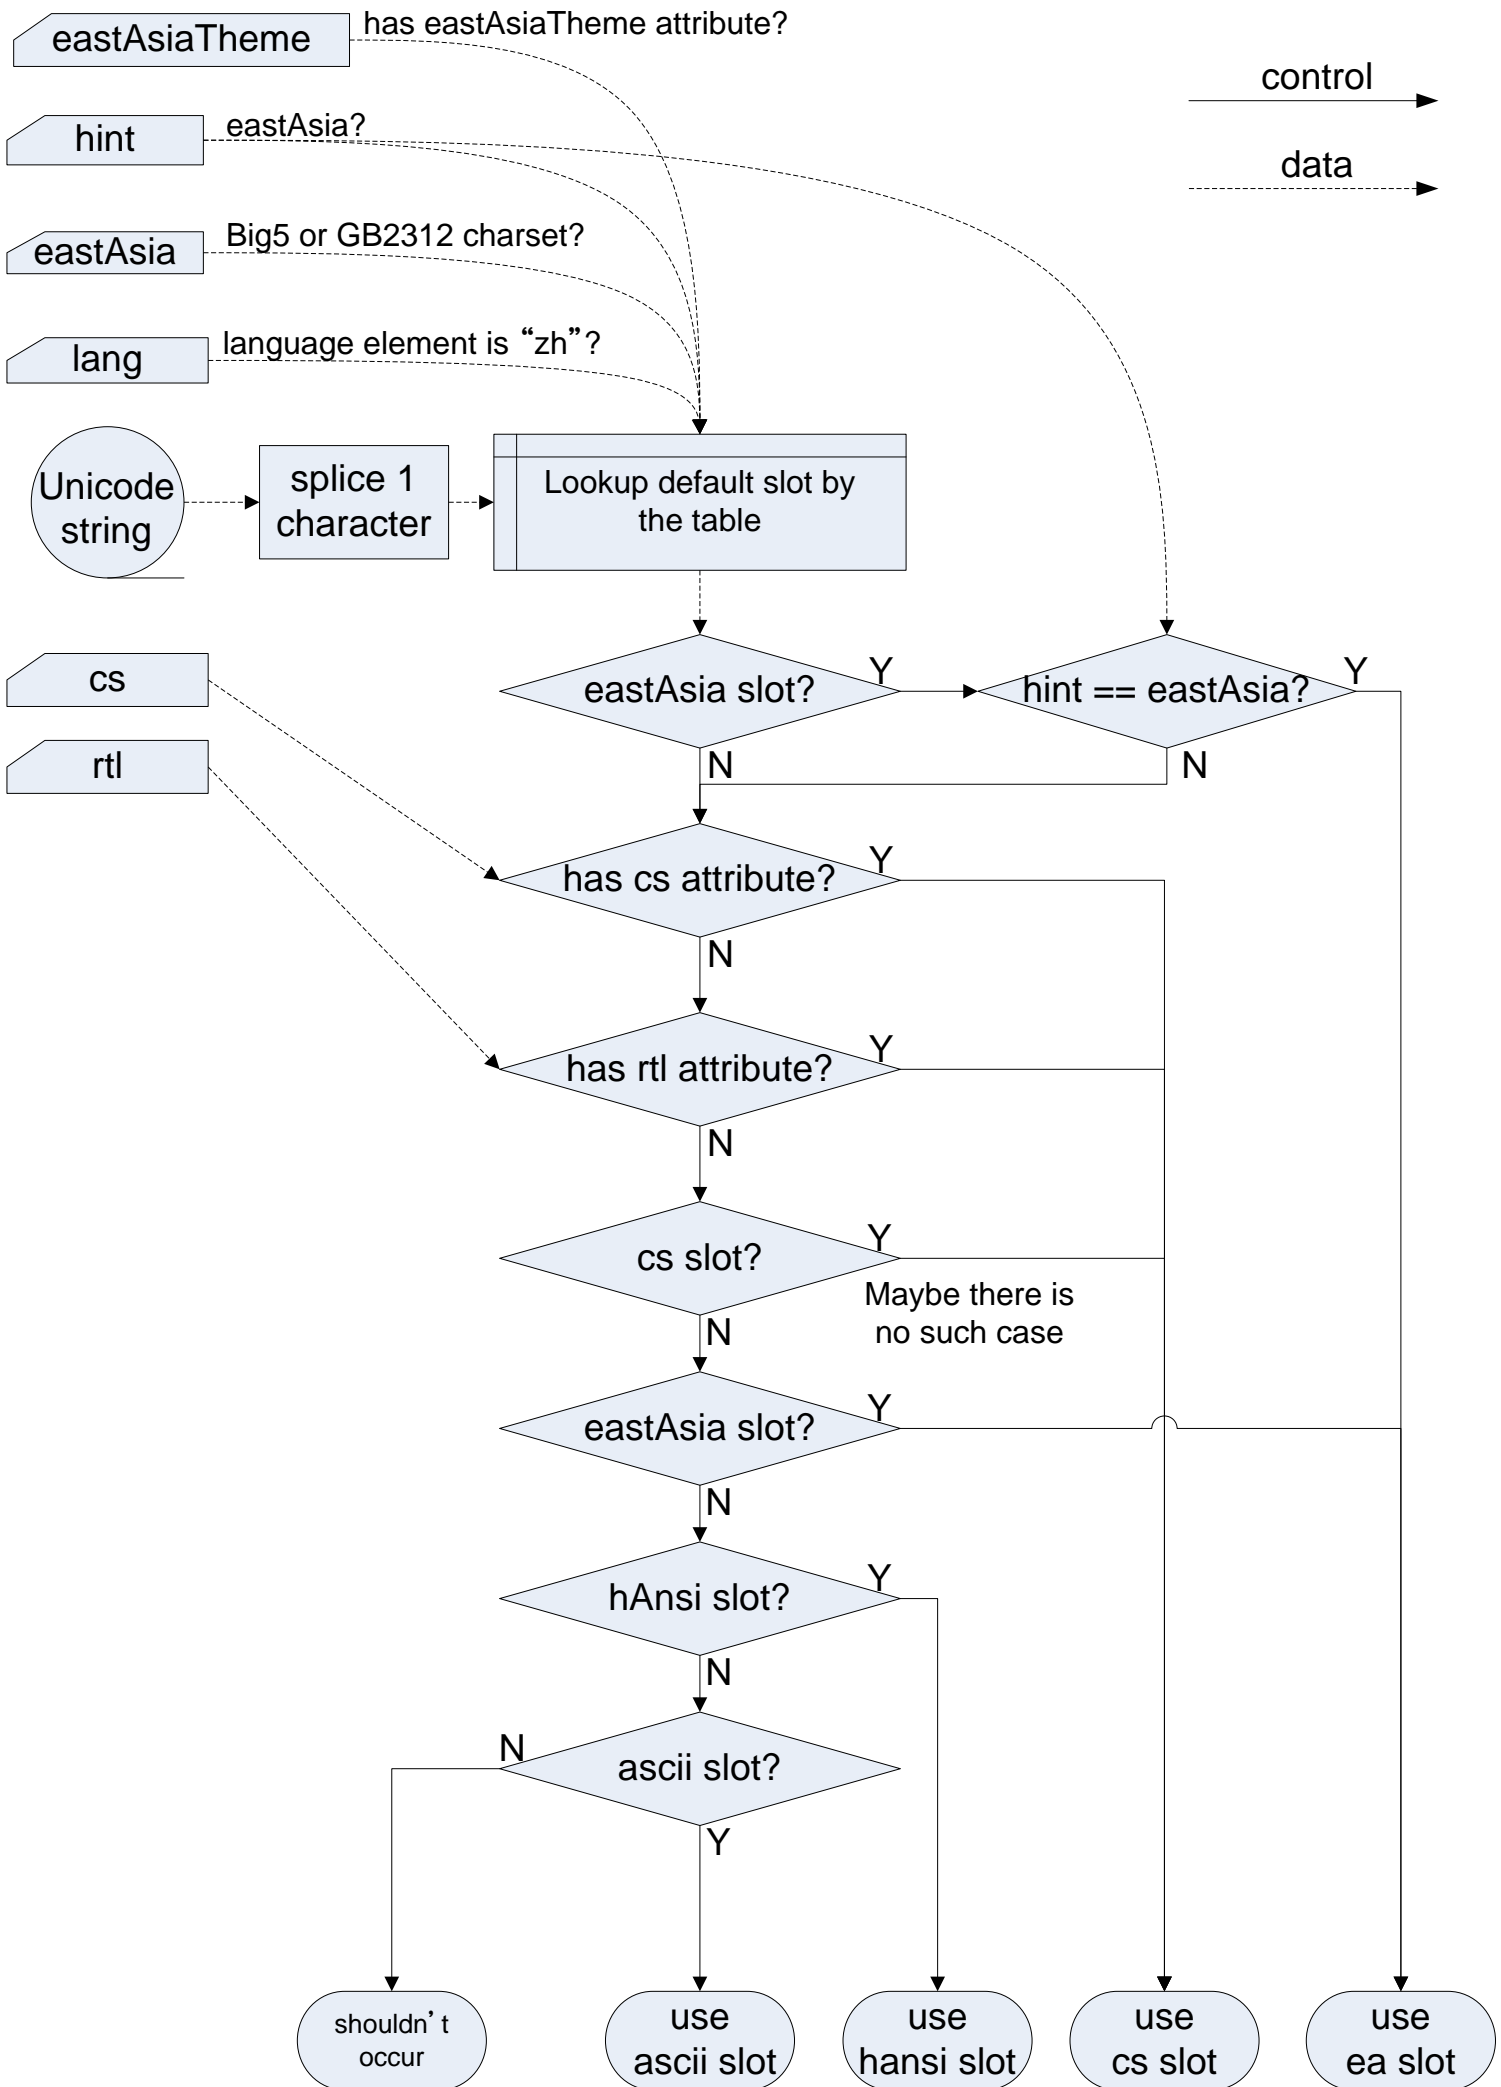 eastAsiaTheme
has eastAsiaTheme attribute?
control
hint
eastAsia?
data
eastAsia
Big5 or GB2312 charset?
lang
language element is “zh”?
Unicode
string
splice 1
character
Lookup default slot by
the table
cs
eastAsia slot?
Y
hint == eastAsia?
Y
N
N
rtl
has cs attribute?
Y
N
has rtl attribute?
Y
N
cs slot?
Y
Maybe there is
no such case
N
eastAsia slot?
Y
N
hAnsi slot?
Y
N
N
ascii slot?
Y
shouldn’t
occur
use
ascii slot
use
hansi slot
use
cs slot
use
ea slot